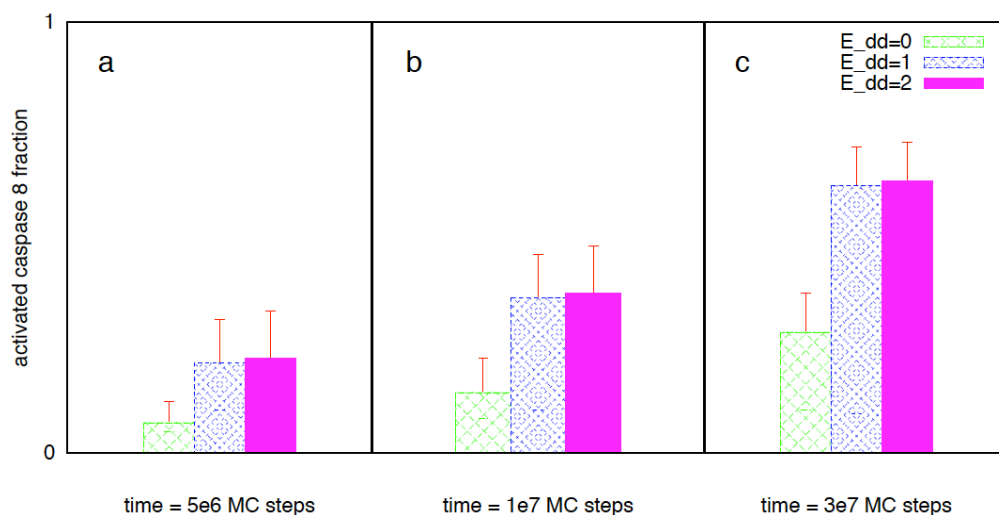 1
a
b
c
E_dd=0
E_dd=1
E_dd=2
activated caspase 8 fraction
0
time = 5e6 MC steps
time = 1e7 MC steps
time = 3e7 MC steps